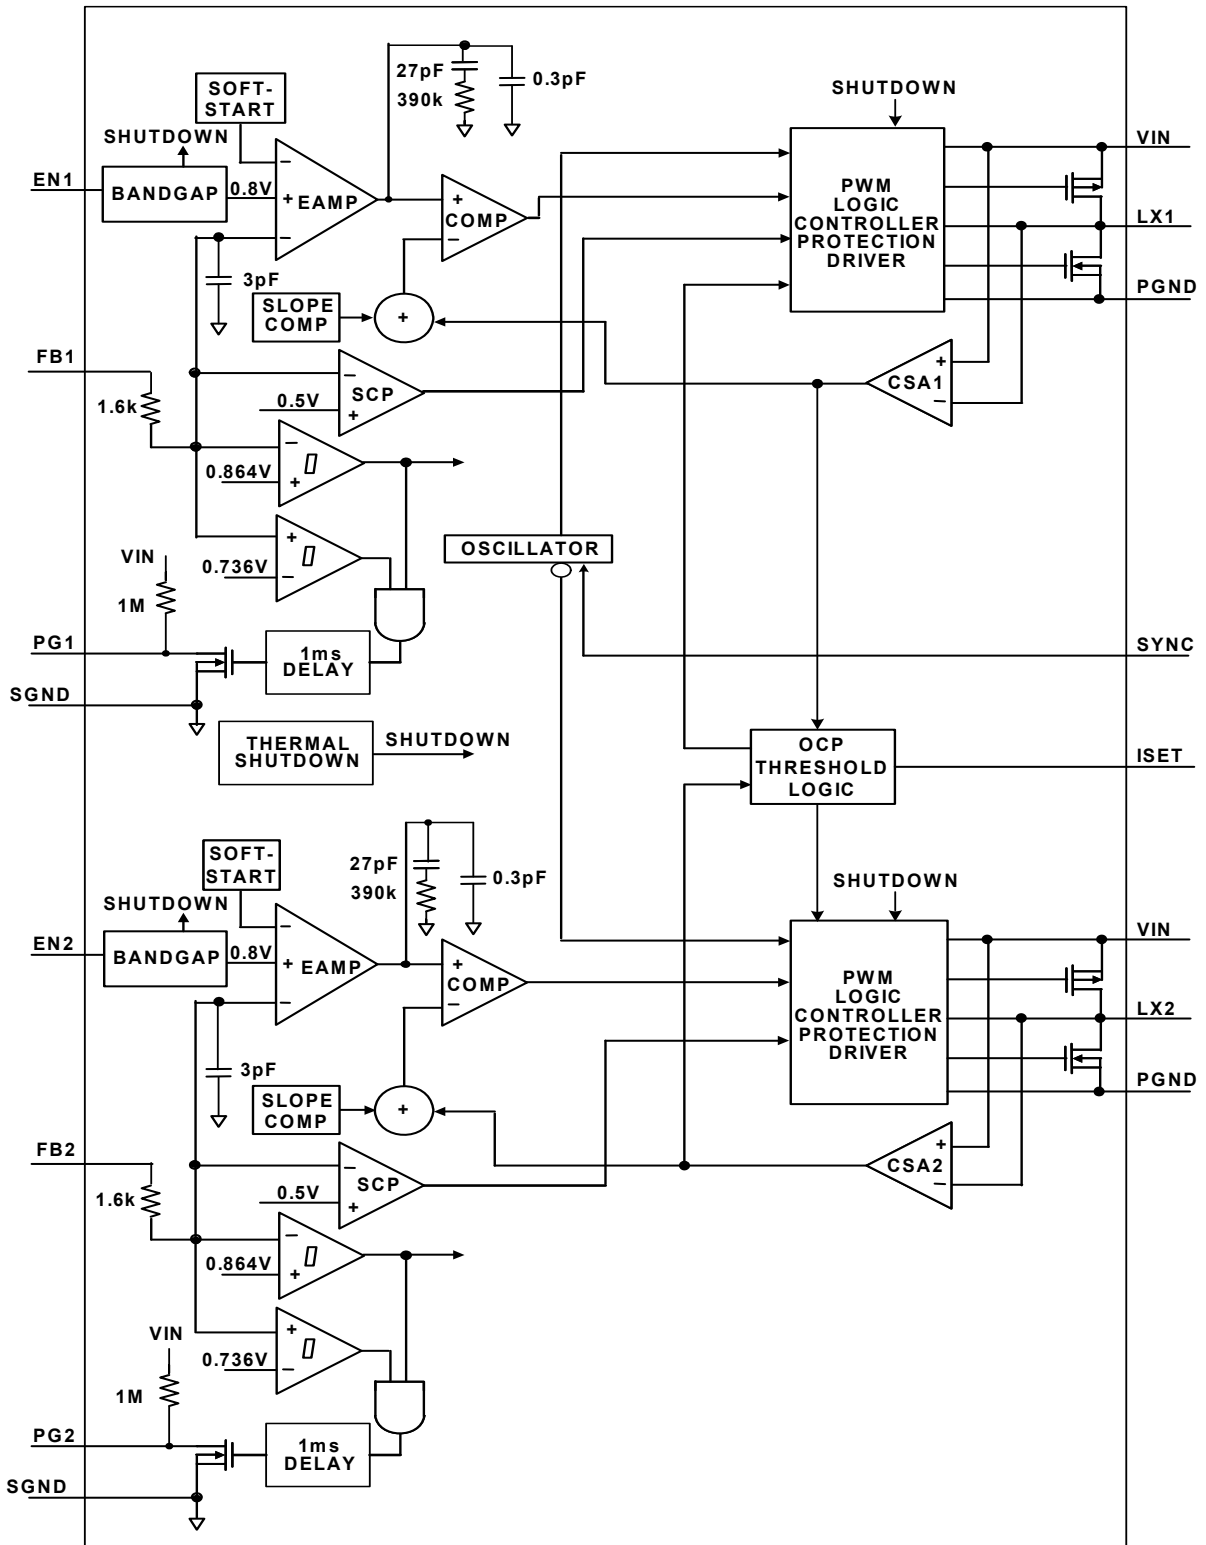 27pF
390k
0.3pF
SOFT-
START
SHUTDOWN
SHUTDOWN
VIN
EN1
BANDGAP
0.8V
−
+
−
EAMP
+
−
COMP
PWM
LOGIC
CONTROLLER
PROTECTION
DRIVER
LX1
3pF
SLOPE
COMP
+
PGND
FB1
1.6k
−
+
SCP
0.5V
+
−
CSA1
−
+
0.864V
+
−
0.736V
VIN
1M
OSCILLATOR
PG1
1ms
DELAY
SYNC
SGND
THERMAL
SHUTDOWN
SHUTDOWN
OCP
THRESHOLD
LOGIC
ISET
27pF
390k
0.3pF
SOFT-
START
SHUTDOWN
SHUTDOWN
VIN
EN2
BANDGAP
0.8V
−
+
−
EAMP
+
−
COMP
PWM
LOGIC
CONTROLLER
PROTECTION
DRIVER
LX2
3pF
SLOPE
COMP
+
PGND
FB2
1.6k
−
+
SCP
0.5V
+
−
CSA2
−
+
0.864V
+
−
0.736V
VIN
1M
PG2
1ms
DELAY
SGND